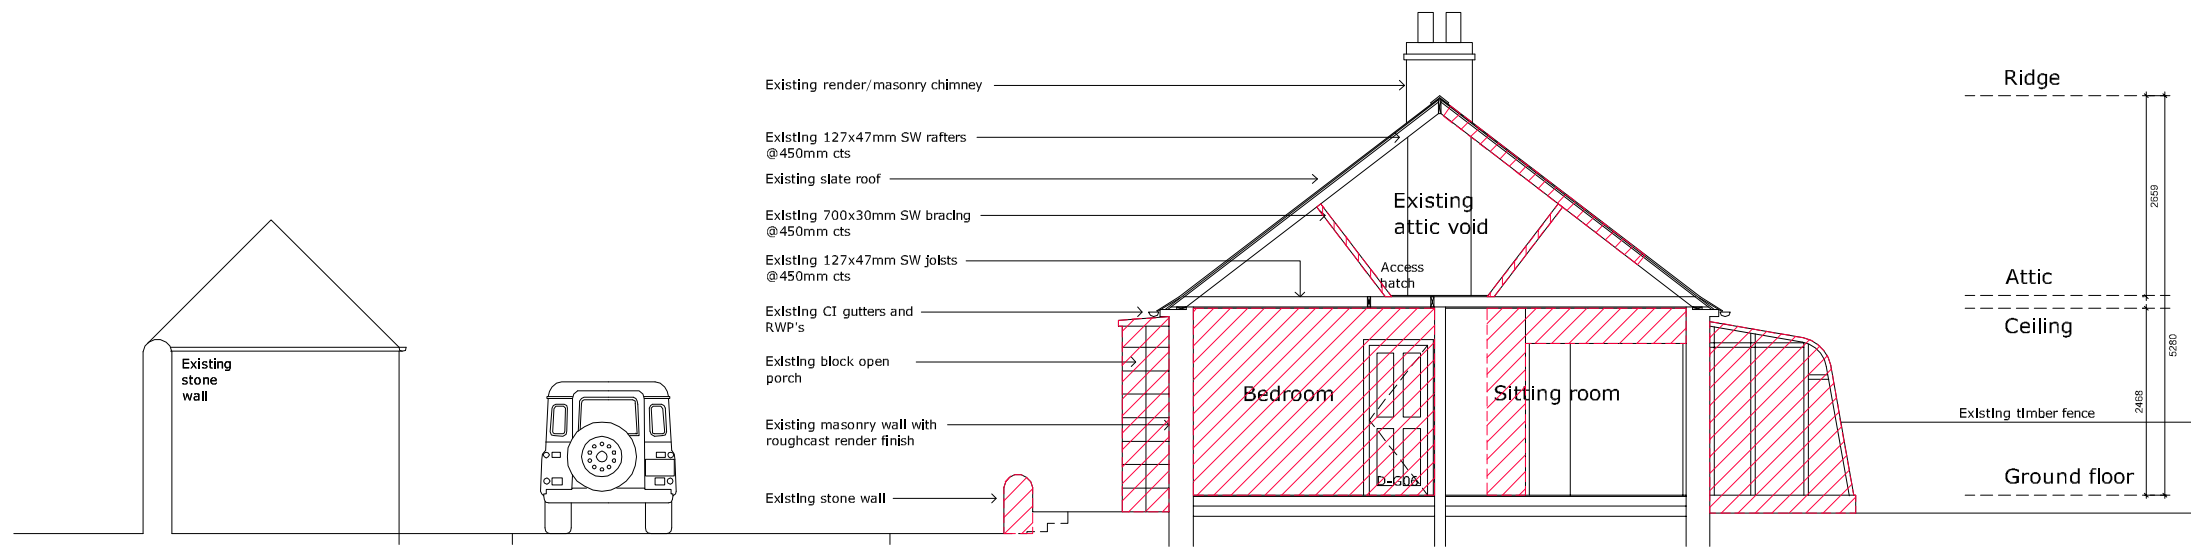 Existing render/masonry chimney
Existing 127x47mm SW rafters
@450mm cts
Existing slate roof
Existing 700x30mm SW bracing
@450mm cts
Existing 127x47mm SW joists
@450mm cts
Existing CI gutters and
RWP's
Existing block open
porch
Existing masonry wall with
roughcast render finish
Existing stone wall
Existing
stone
wall
Existing
attic void
Access
hatch
Bedroom
D-G06
Sitting room
Ridge
Attic
Ceiling
Existing timber fence
Ground floor
2659
5280
2468